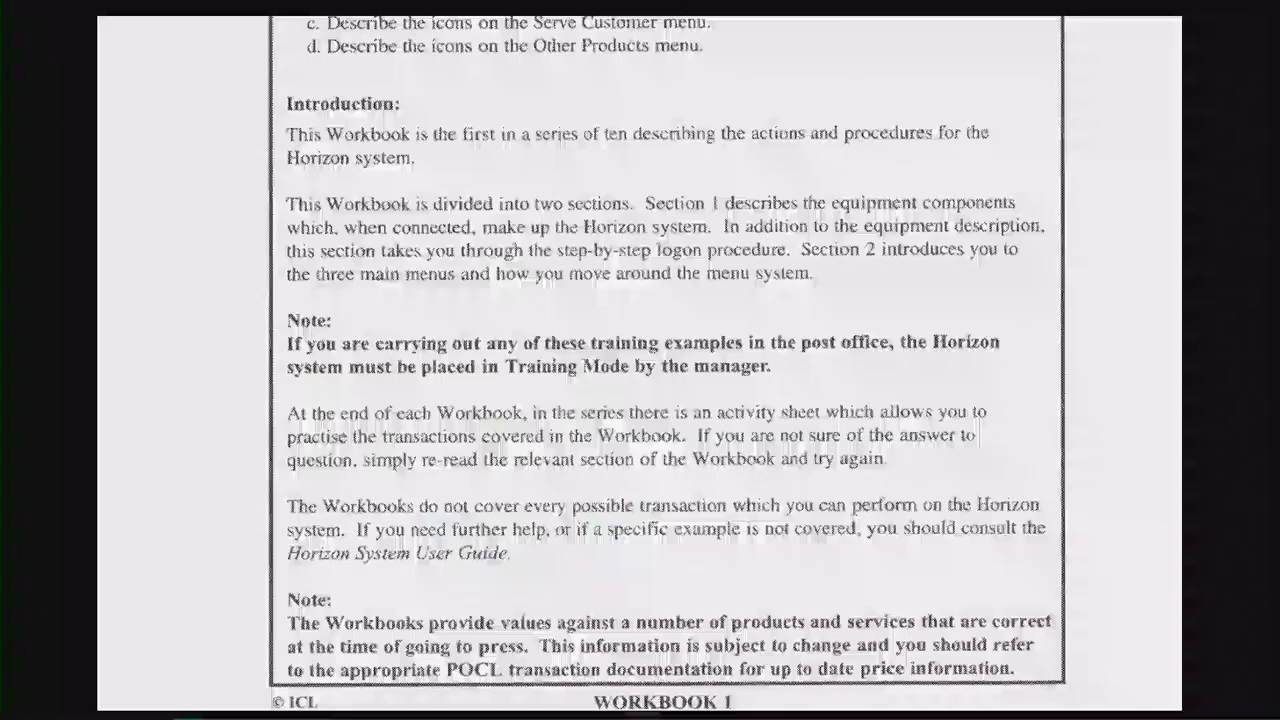 c. Describe the icons on the Serve Customer menu.
d. Describe the icons on the Other Products menu.
Introduction:
This Workbook is the first in a series of ten describing the actions and procedures for the
Horizon system.
This Workbook is divided into two sections. Section 1 describes the equipment components
which, when connected, make up the Horizon system. In addition to the equipment description,
this section takes you through the step-by-step logon procedure. Section 2 introduces you to
the three main menus and how you move around the menu system.
Note:
If you are carrying out any of these training examples in the post office, the Horizon
system must be placed in Training Mode by the manager.
At the end of each Workbook, in the series there is an activity sheet which allows you to
practise the transactions covered in the Workbook. If you are not sure of the answer to
question, simply re-read the relevant section of the Workbook and try again.
The Workbooks do not cover every possible transaction which you can perform on the Horizon
system. If you need further help, or if a specific example is not covered, you should consult the
Horizon System User Guide.
Note:
The Workbooks provide values against a number of products and services that are correct
at the time of going to press. This information is subject to change and you should refer
to the appropriate POCL transaction documentation for up to date price information.
© ICL WORKBOOK 1